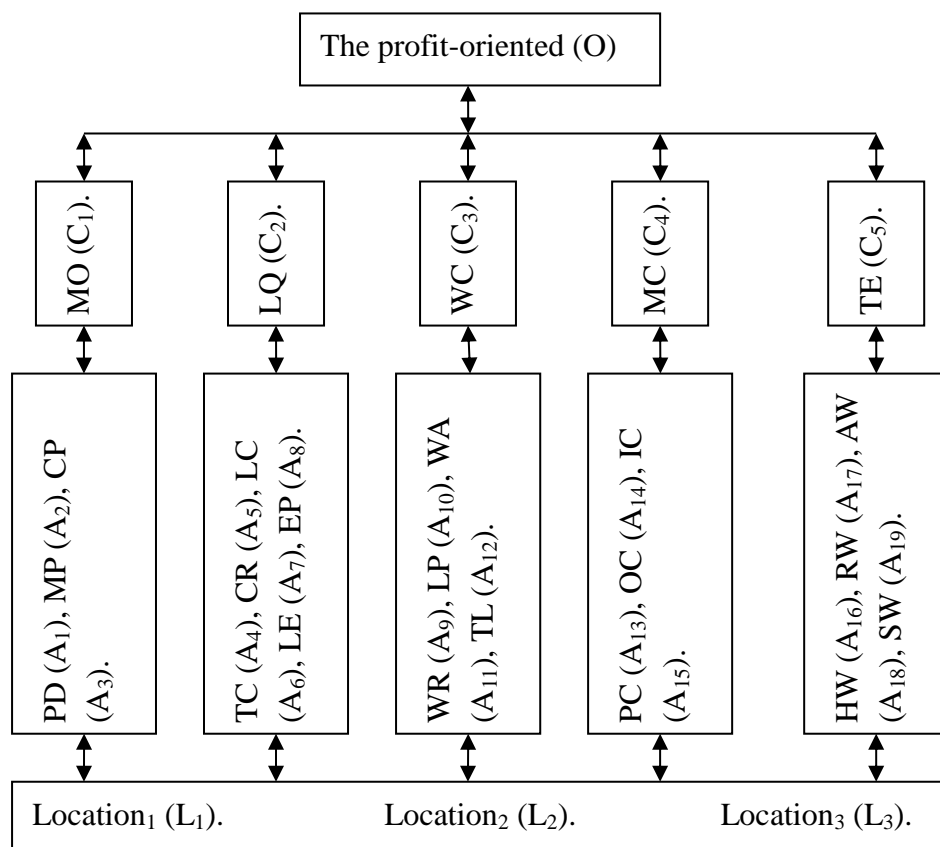 The profit-oriented (O)
MO (C₁).
LQ (C₂).
WC (C₃).
MC (C₄).
TE (C₅).
PD (A₁), MP (A₂), CP
(A₃).
TC (A₄), CR (A₅), LC
(A₆), LE (A₇), EP (A₈).
WR (A₉), LP (A₁₀), WA
(A₁₁), TL (A₁₂).
PC (A₁₃), OC (A₁₄), IC
(A₁₅).
HW (A₁₆), RW (A₁₇), AW
(A₁₈), SW (A₁₉).
Location₁ (L₁). Location₂ (L₂). Location₃ (L₃).